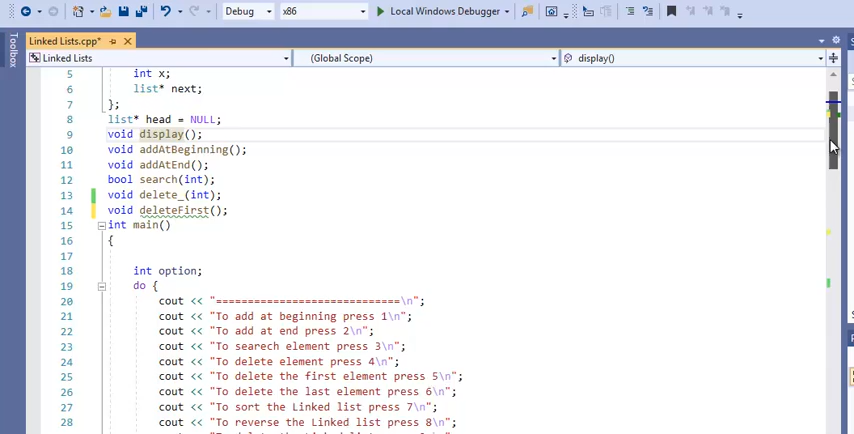 Debug
x86
Local Windows Debugger
Toolbox
Linked Lists.cpp*
Linked Lists
(Global Scope)
display()
5 int x;
6 list* next;
7 };
8 list* head = NULL;
9 void display();
10 void addAtBeginning();
11 void addAtEnd();
12 bool search(int);
13 void delete_(int);
14 void deleteFirst();
15 int main()
16 {
17
18 int option;
19 do {
20 cout << "=============================\n";
21 cout << "To add at beginning press 1\n";
22 cout << "To add at end press 2\n";
23 cout << "To searech element press 3\n";
24 cout << "To delete element press 4\n";
25 cout << "To delete the first element press 5\n";
26 cout << "To delete the last element press 6\n";
27 cout << "To sort the Linked list press 7\n";
28 cout << "To reverse the Linked list press 8\n";